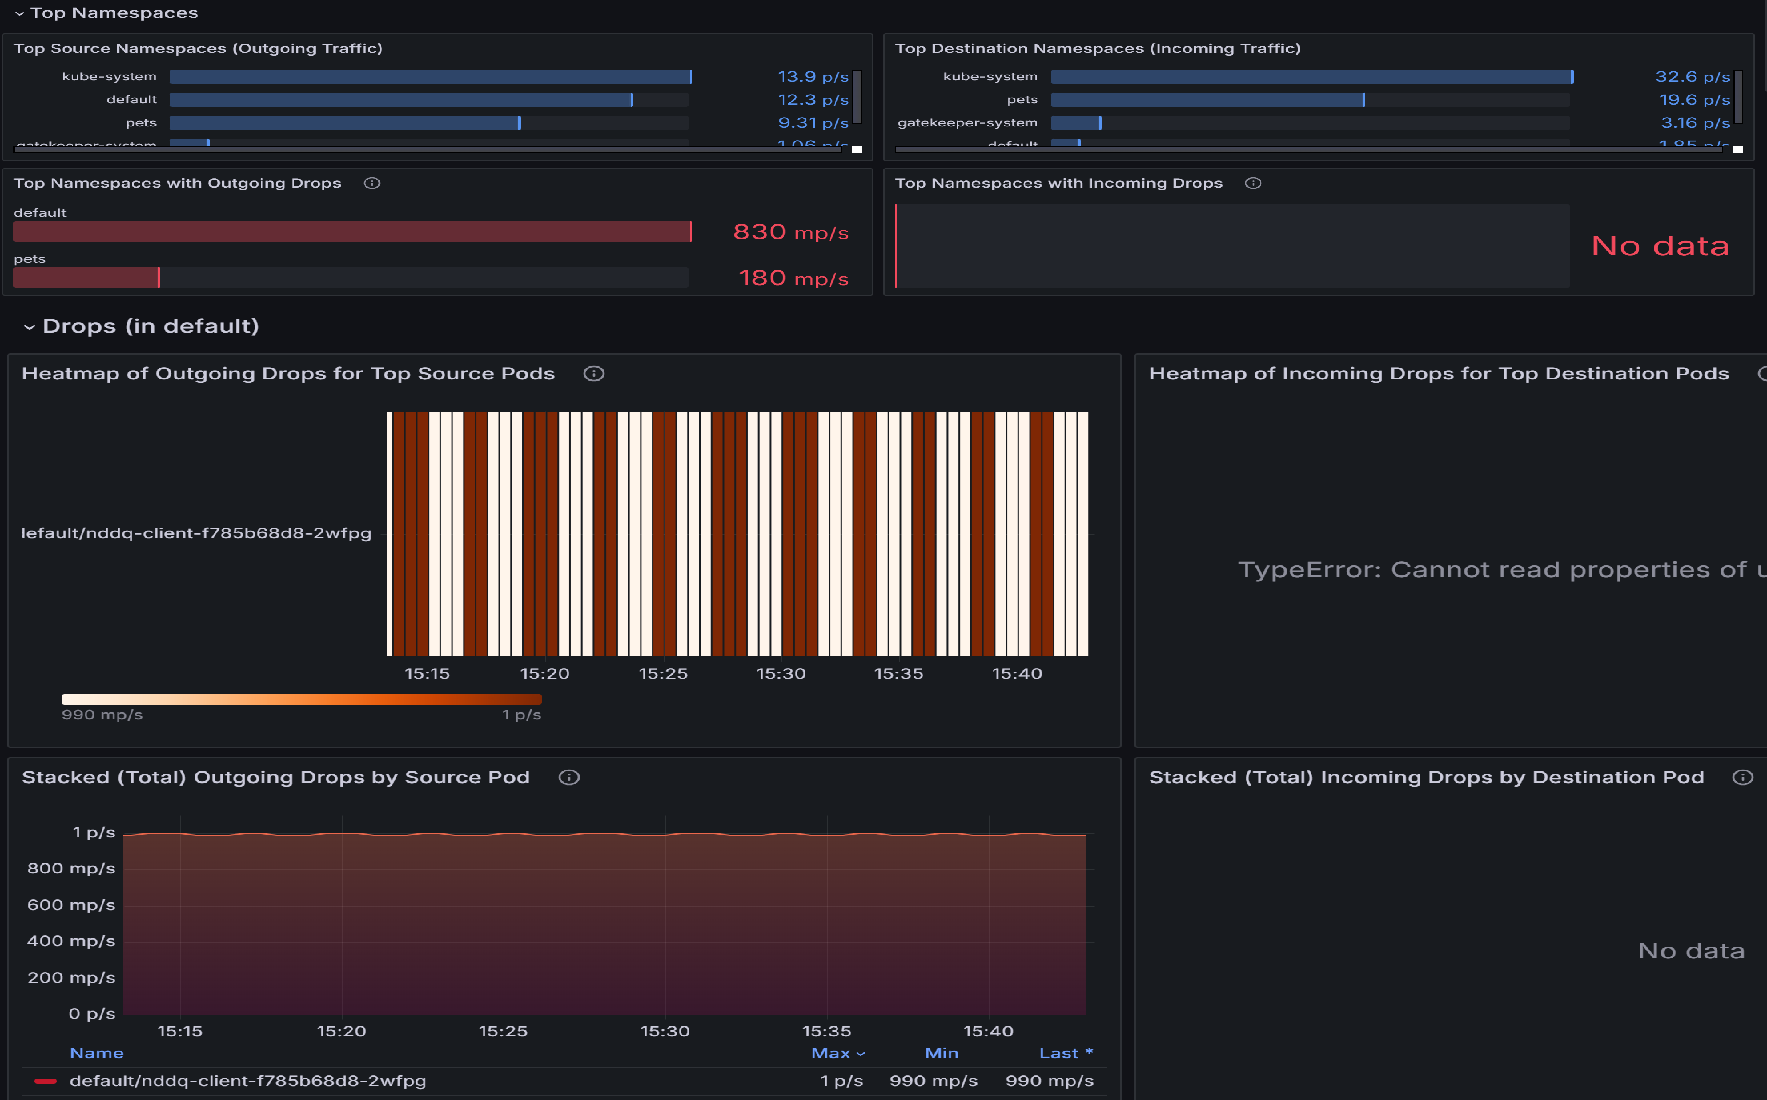 Top Namespaces
Top Source Namespaces (Outgoing Traffic)
kube-system 13.9 p/s
default 12.3 p/s
pets 9.31 p/s
gatekeeper-system 1.06 p/s
Top Destination Namespaces (Incoming Traffic)
kube-system 32.6 p/s
pets 19.6 p/s
gatekeeper-system 3.16 p/s
default 1.85 p/s
Top Namespaces with Outgoing Drops
default
830 mp/s
pets
180 mp/s
Top Namespaces with Incoming Drops
No data
Drops (in default)
Heatmap of Outgoing Drops for Top Source Pods
lefault/nddq-client-f785b68d8-2wfpg
15:15 15:20 15:25 15:30 15:35 15:40
990 mp/s 1 p/s
Heatmap of Incoming Drops for Top Destination Pods
TypeError: Cannot read properties of u
Stacked (Total) Outgoing Drops by Source Pod
1 p/s
800 mp/s
600 mp/s
400 mp/s
200 mp/s
0 p/s
15:15 15:20 15:25 15:30 15:35 15:40
Name Max Min Last *
default/nddq-client-f785b68d8-2wfpg 1 p/s 990 mp/s 990 mp/s
Stacked (Total) Incoming Drops by Destination Pod
No data